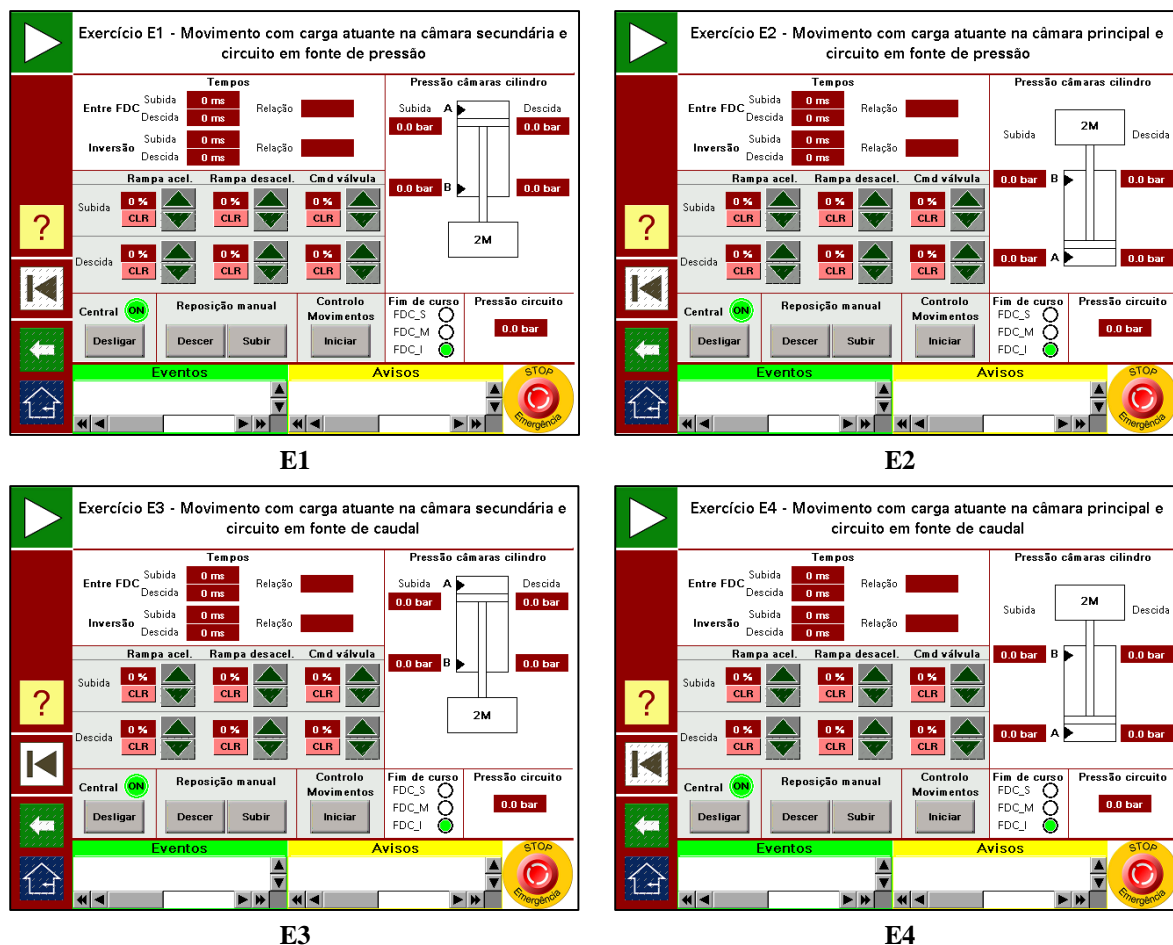 Exercício E1 - Movimento com carga atuante na câmara secundária e
circuito em fonte de pressão
Tempos
Pressão câmaras cilindro
Entre FDC
Subida
0 ms
Descida
0 ms
Relação
Inversão
Subida
0 ms
Descida
0 ms
Relação
Subida
A
Descida
0.0 bar
0.0 bar
0.0 bar
B
0.0 bar
2M
Rampa acel.
Rampa desacel.
Cmd válvula
Subida
0 %
CLR
0 %
CLR
0 %
CLR
Descida
0 %
CLR
0 %
CLR
0 %
CLR
?
Central
ON
Desligar
Reposição manual
Descer
Subir
Controlo
Movimentos
Iniciar
Fim de curso
FDC_S
FDC_M
FDC_I
Pressão circuito
0.0 bar
Eventos
Avisos
STOP
Emergência
E1
Exercício E2 - Movimento com carga atuante na câmara principal e
circuito em fonte de pressão
Tempos
Pressão câmaras cilindro
Entre FDC
Subida
0 ms
Descida
0 ms
Relação
Inversão
Subida
0 ms
Descida
0 ms
Relação
Subida
2M
Descida
0.0 bar
B
0.0 bar
0.0 bar
A
0.0 bar
Rampa acel.
Rampa desacel.
Cmd válvula
Subida
0 %
CLR
0 %
CLR
0 %
CLR
Descida
0 %
CLR
0 %
CLR
0 %
CLR
?
Central
ON
Desligar
Reposição manual
Descer
Subir
Controlo
Movimentos
Iniciar
Fim de curso
FDC_S
FDC_M
FDC_I
Pressão circuito
0.0 bar
Eventos
Avisos
STOP
Emergência
E2
Exercício E3 - Movimento com carga atuante na câmara secundária e
circuito em fonte de caudal
Tempos
Pressão câmaras cilindro
Entre FDC
Subida
0 ms
Descida
0 ms
Relação
Inversão
Subida
0 ms
Descida
0 ms
Relação
Subida
A
Descida
0.0 bar
0.0 bar
0.0 bar
B
0.0 bar
2M
Rampa acel.
Rampa desacel.
Cmd válvula
Subida
0 %
CLR
0 %
CLR
0 %
CLR
Descida
0 %
CLR
0 %
CLR
0 %
CLR
?
Central
ON
Desligar
Reposição manual
Descer
Subir
Controlo
Movimentos
Iniciar
Fim de curso
FDC_S
FDC_M
FDC_I
Pressão circuito
0.0 bar
Eventos
Avisos
STOP
Emergência
E3
Exercício E4 - Movimento com carga atuante na câmara principal e
circuito em fonte de caudal
Tempos
Pressão câmaras cilindro
Entre FDC
Subida
0 ms
Descida
0 ms
Relação
Inversão
Subida
0 ms
Descida
0 ms
Relação
Subida
2M
Descida
0.0 bar
B
0.0 bar
0.0 bar
A
0.0 bar
Rampa acel.
Rampa desacel.
Cmd válvula
Subida
0 %
CLR
0 %
CLR
0 %
CLR
Descida
0 %
CLR
0 %
CLR
0 %
CLR
?
Central
ON
Desligar
Reposição manual
Descer
Subir
Controlo
Movimentos
Iniciar
Fim de curso
FDC_S
FDC_M
FDC_I
Pressão circuito
0.0 bar
Eventos
Avisos
STOP
Emergência
E4